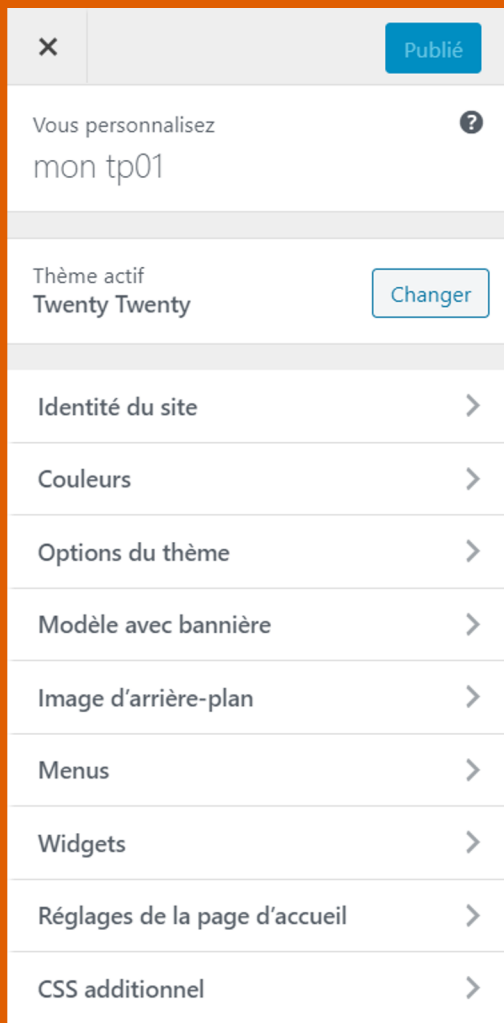 Publié
Vous personnalisez
mon tp01
Thème actif
Twenty Twenty
Changer
Identité du site
Couleurs
Options du thème
Modèle avec bannière
Image d’arrière-plan
Menus
Widgets
Réglages de la page d’accueil
CSS additionnel